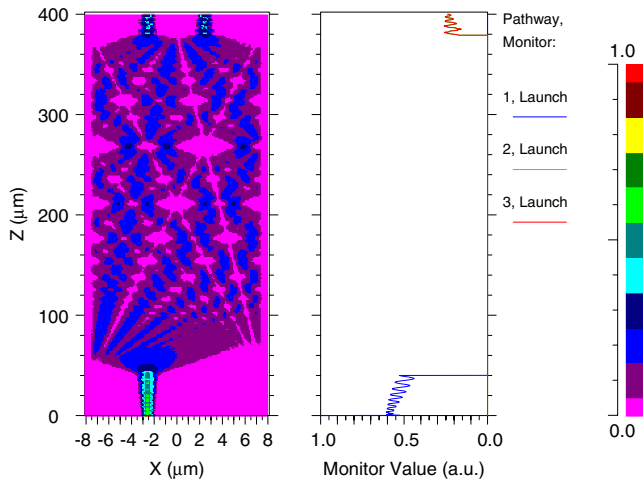 400
300
200
100
0
Z (μm)
-8 -6 -4 -2 0 2 4 6 8
X (μm)
1.0 0.5 0.0
Monitor Value (a.u.)
Pathway,
Monitor:
1, Launch
2, Launch
3, Launch
1.0
0.0